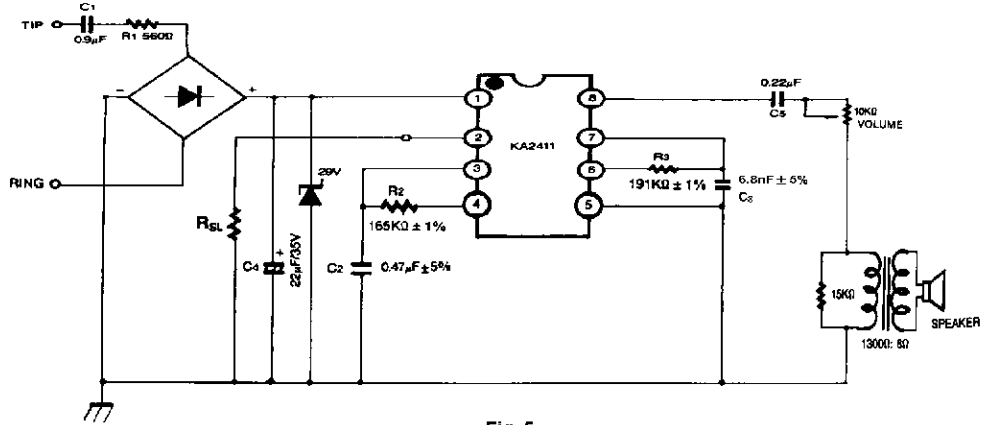 C1
TIP
0.9µF
R1 560Ω
−
+
1
2
3
4
8
7
6
5
KA2411
0.22µF
C5
10KΩ
VOLUME
RING
29V
R2
165KΩ ± 1%
R3
191KΩ ± 1%
6.8nF ± 5%
C3
RSL
C4
+
22µF/35V
C2
0.47µF ±5%
15KΩ
SPEAKER
1300Ω: 8Ω